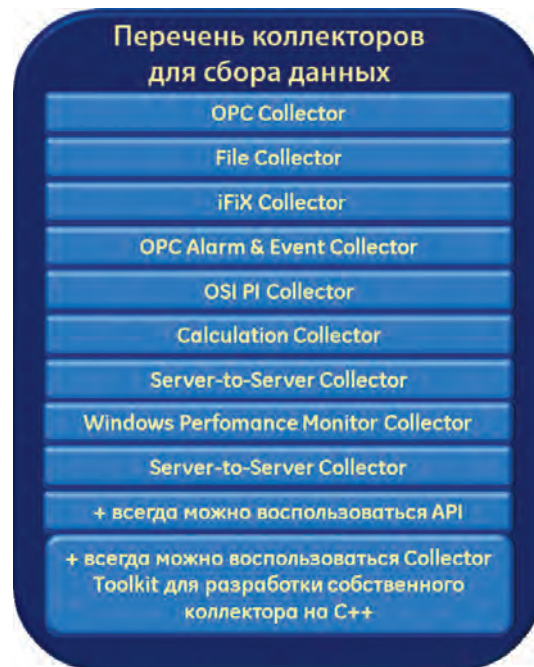 Перечень коллекторов
для сбора данных
OPC Collector
File Collector
iFiX Collector
OPC Alarm & Event Collector
OSI PI Collector
Calculation Collector
Server-to-Server Collector
Windows Perfomance Monitor Collector
Server-to-Server Collector
+ всегда можно воспользоваться API
+ всегда можно воспользоваться Collector
Toolkit для разработки собственного
коллектора на C++